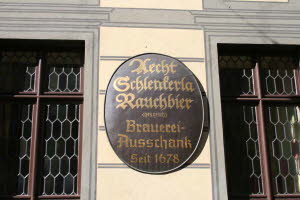 Aecht
Schlenkerla
Rauchbier
Brauerei-
Ausschank
Seit 1678